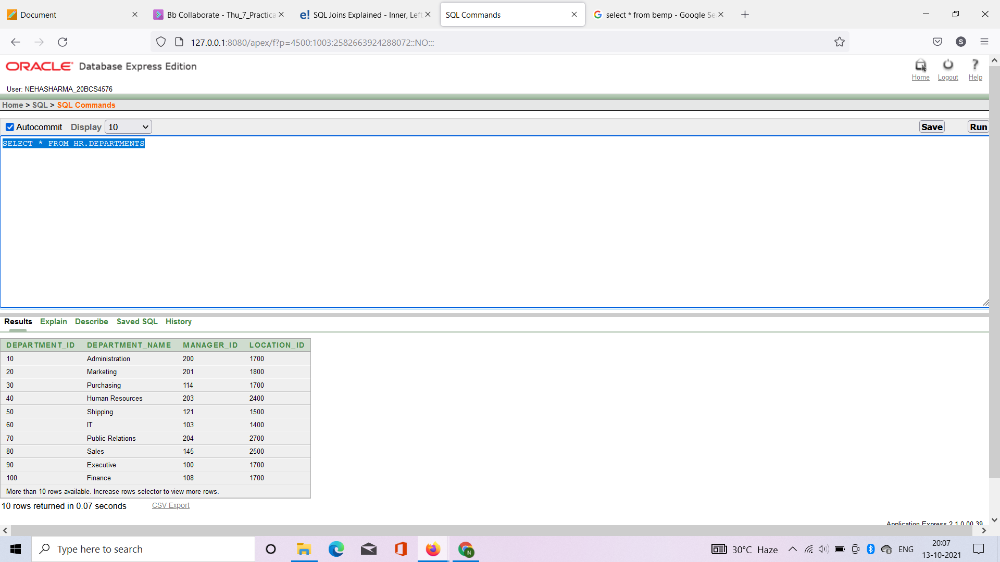 Document
Bb Collaborate - Thu_7_Practica
e! SQL Joins Explained - Inner, Left
SQL Commands
G select * from bemp - Google Se
127.0.0.1:8080/apex/f?p=4500:1003:2582663924288072::NO:::
S
ORACLE Database Express Edition
Home Logout Help
User: NEHASHARMA_20BCS4576
Home > SQL > SQL Commands
Autocommit Display 10 Save Run
SELECT * FROM HR.DEPARTMENTS
Results Explain Describe Saved SQL History
DEPARTMENT_ID DEPARTMENT_NAME MANAGER_ID LOCATION_ID
10 Administration 200 1700
20 Marketing 201 1800
30 Purchasing 114 1700
40 Human Resources 203 2400
50 Shipping 121 1500
60 IT 103 1400
70 Public Relations 204 2700
80 Sales 145 2500
90 Executive 100 1700
100 Finance 108 1700
More than 10 rows available. Increase rows selector to view more rows.
10 rows returned in 0.07 seconds CSV Export
Application Express 2.1.0.00.39
Type here to search
N
30°C Haze
ENG
20:07
13-10-2021